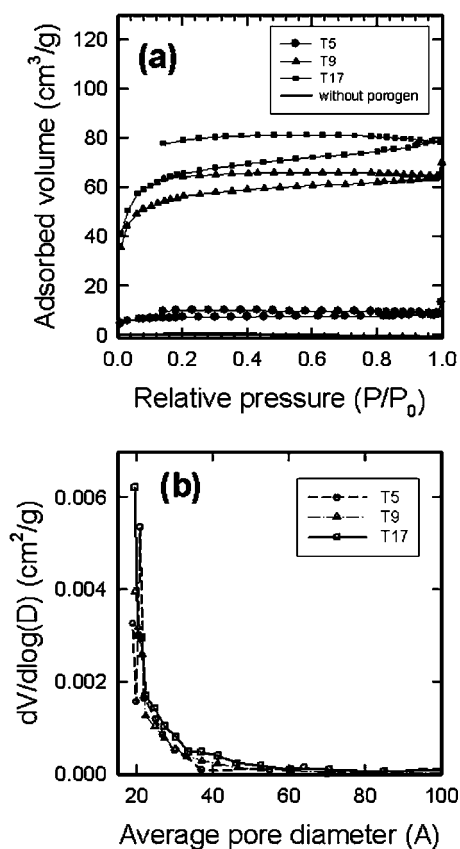 (a)
T5
T9
T17
without porogen
120
100
80
60
40
20
0
Adsorbed volume (cm³/g)
0.0 0.2 0.4 0.6 0.8 1.0
Relative pressure (P/P₀)
(b)
T5
T9
T17
0.006
0.004
0.002
0.000
dV/dlog(D) (cm²/g)
20 40 60 80 100
Average pore diameter (A)